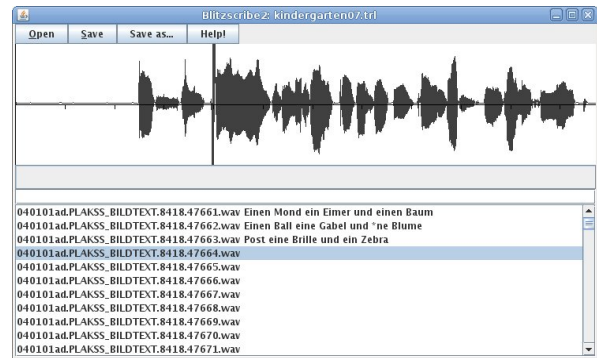 Blitzscribe2: kindergarten07.trl
Open Save Save as... Help!
040101ad.PLAKSS_BILDTEXT.8418.47661.wav Einen Mond ein Eimer und einen Baum
040101ad.PLAKSS_BILDTEXT.8418.47662.wav Einen Ball eine Gabel und *ne Blume
040101ad.PLAKSS_BILDTEXT.8418.47663.wav Post eine Brille und ein Zebra
040101ad.PLAKSS_BILDTEXT.8418.47664.wav
040101ad.PLAKSS_BILDTEXT.8418.47665.wav
040101ad.PLAKSS_BILDTEXT.8418.47666.wav
040101ad.PLAKSS_BILDTEXT.8418.47667.wav
040101ad.PLAKSS_BILDTEXT.8418.47668.wav
040101ad.PLAKSS_BILDTEXT.8418.47669.wav
040101ad.PLAKSS_BILDTEXT.8418.47670.wav
040101ad.PLAKSS_BILDTEXT.8418.47671.wav